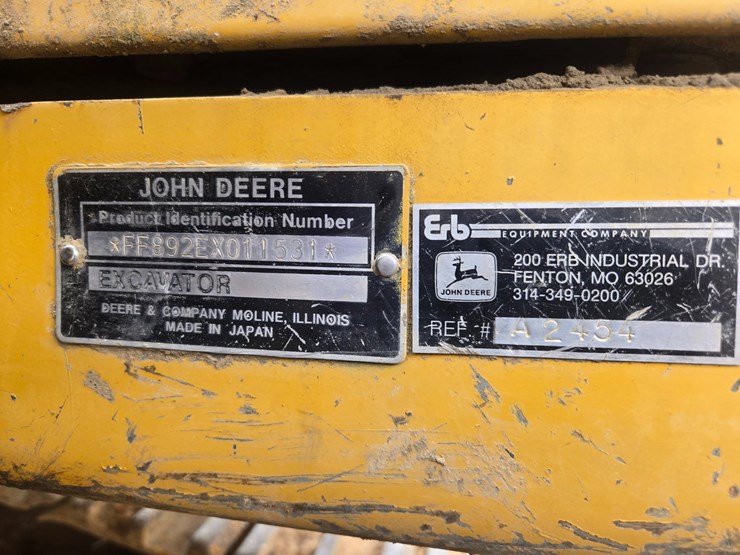 JOHN DEERE
Product Identification Number
*FF892EX011531*
EXCAVATOR
DEERE & COMPANY MOLINE, ILLINOIS
MADE IN JAPAN
Erb
EQUIPMENT COMPANY
JOHN DEERE
200 ERB INDUSTRIAL DR.
FENTON, MO 63026
314-349-0200
REF. # A2454